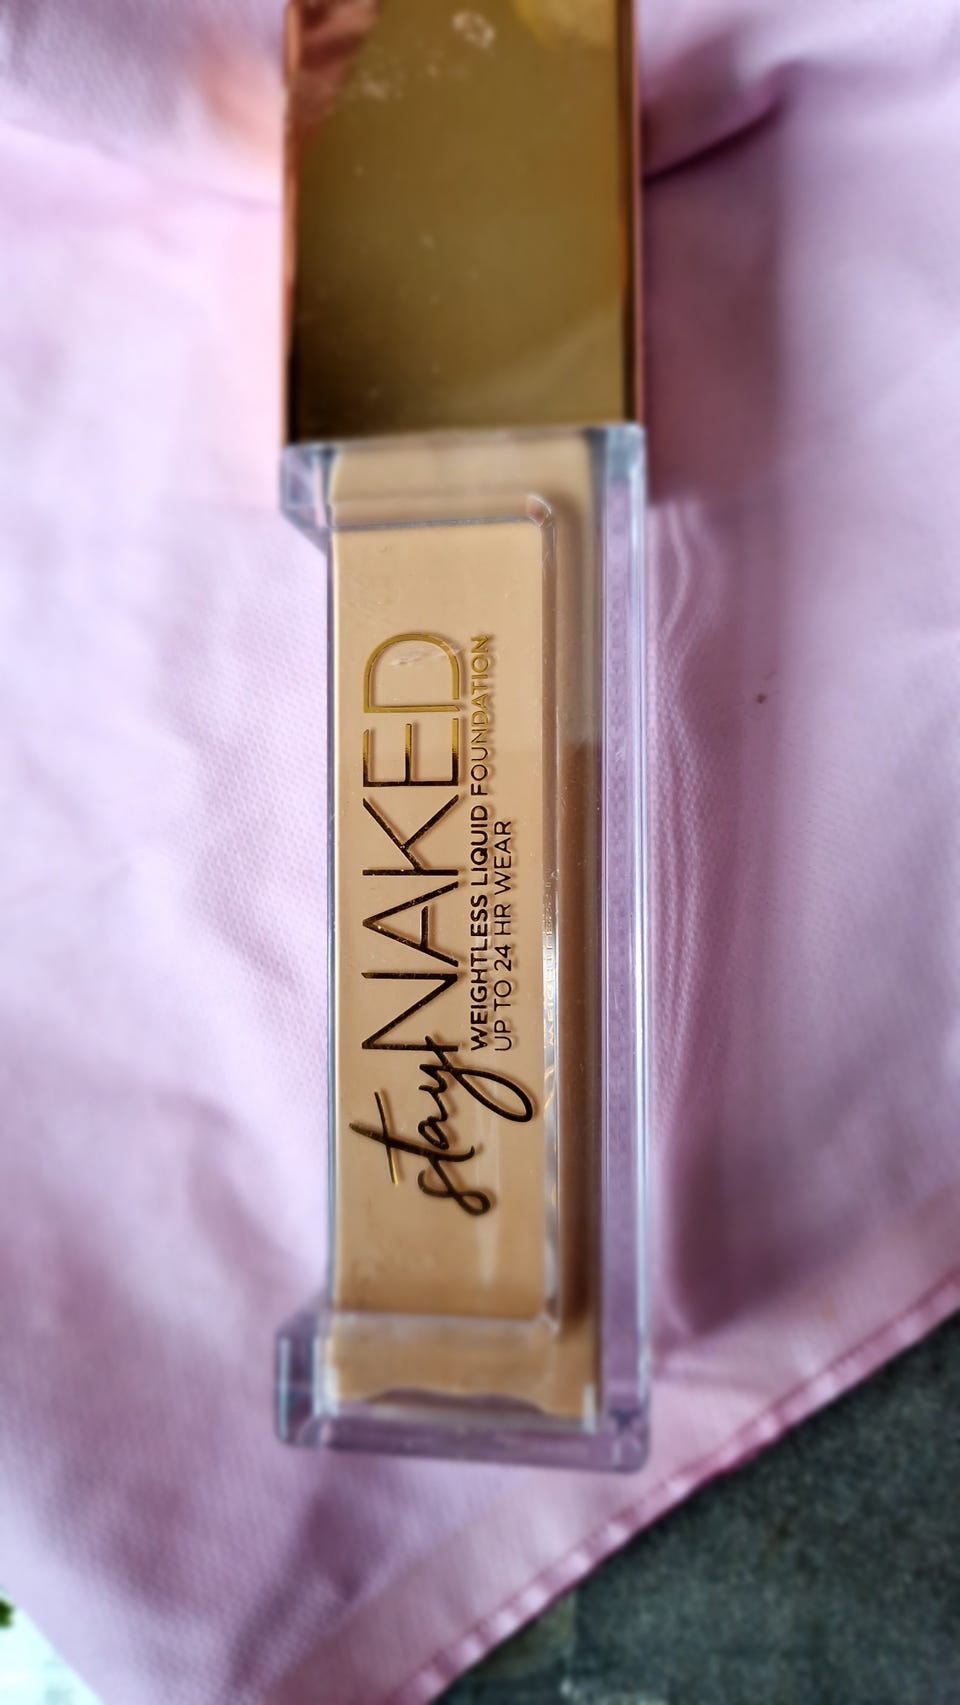 stay NAKED
WEIGHTLESS LIQUID FOUNDATION
UP TO 24 HR WEAR